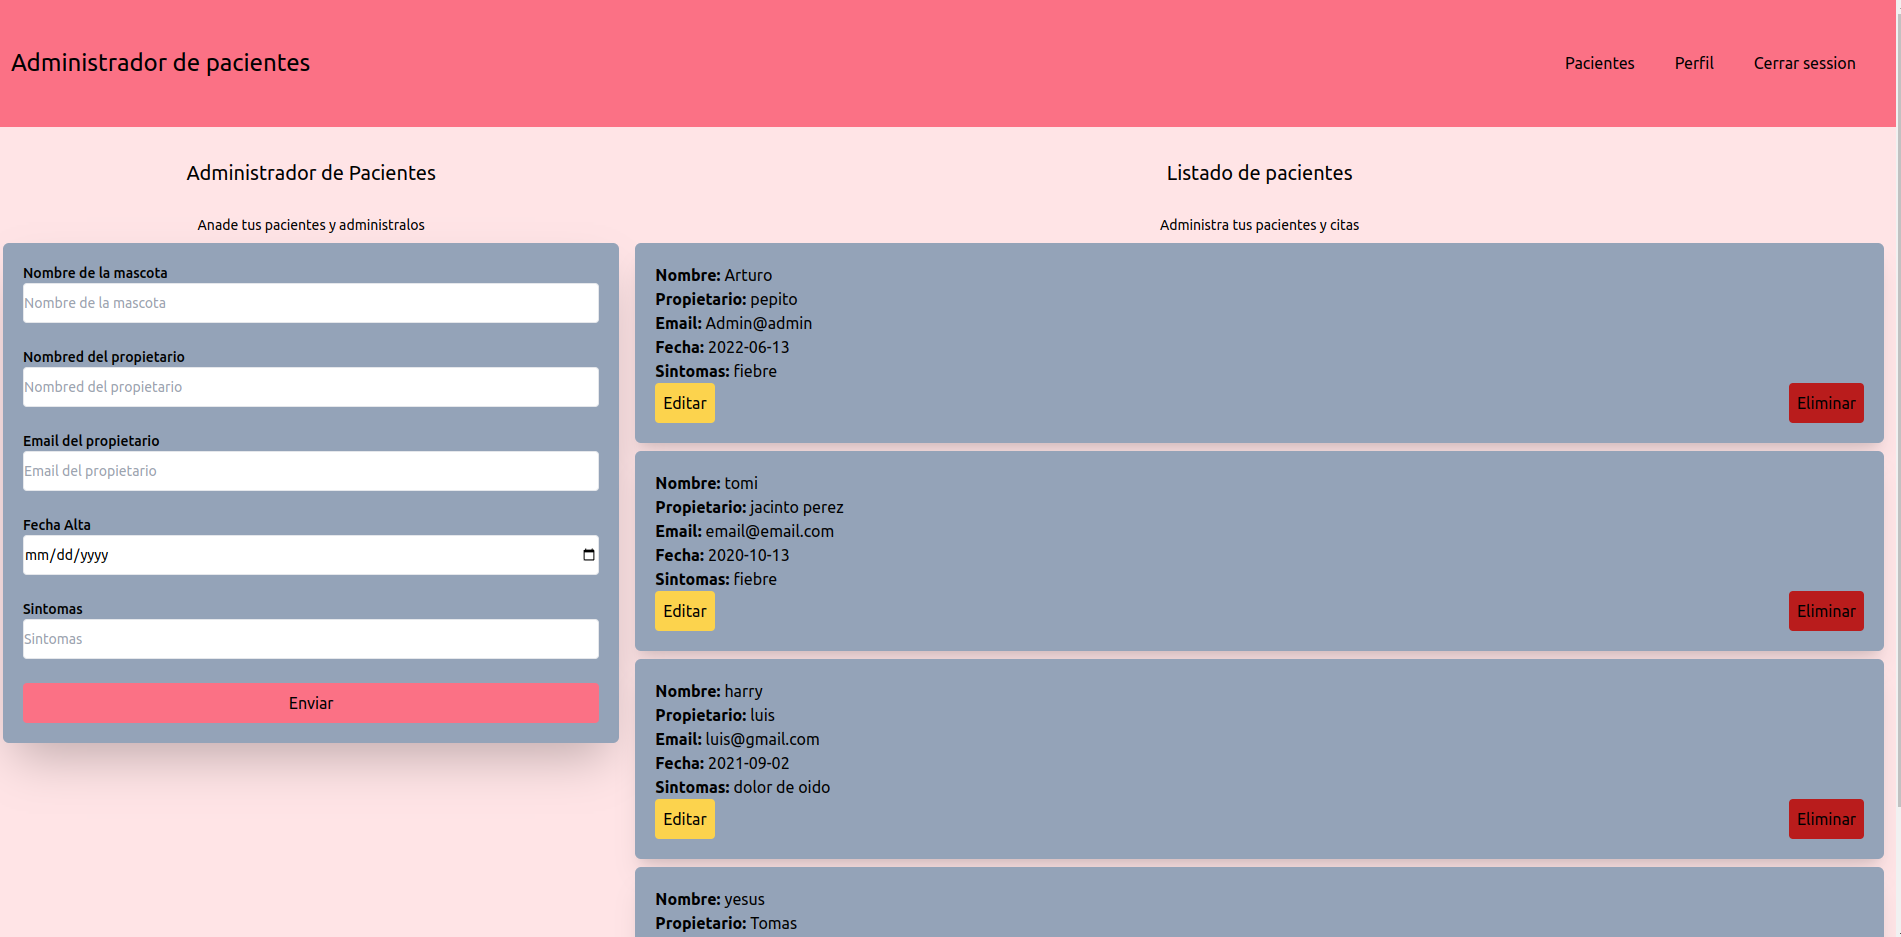 Administrador de pacientes
Pacientes Perfil Cerrar session
Administrador de Pacientes
Anade tus pacientes y administralos
Nombre de la mascota
Nombre de la mascota
Nombred del propietario
Nombred del propietario
Email del propietario
Email del propietario
Fecha Alta
mm/dd/yyyy
Sintomas
Sintomas
Enviar
Listado de pacientes
Administra tus pacientes y citas
Nombre: Arturo
Propietario: pepito
Email: Admin@admin
Fecha: 2022-06-13
Sintomas: fiebre
Editar Eliminar
Nombre: tomi
Propietario: jacinto perez
Email: email@email.com
Fecha: 2020-10-13
Sintomas: fiebre
Editar Eliminar
Nombre: harry
Propietario: luis
Email: luis@gmail.com
Fecha: 2021-09-02
Sintomas: dolor de oido
Editar Eliminar
Nombre: yesus
Propietario: Tomas